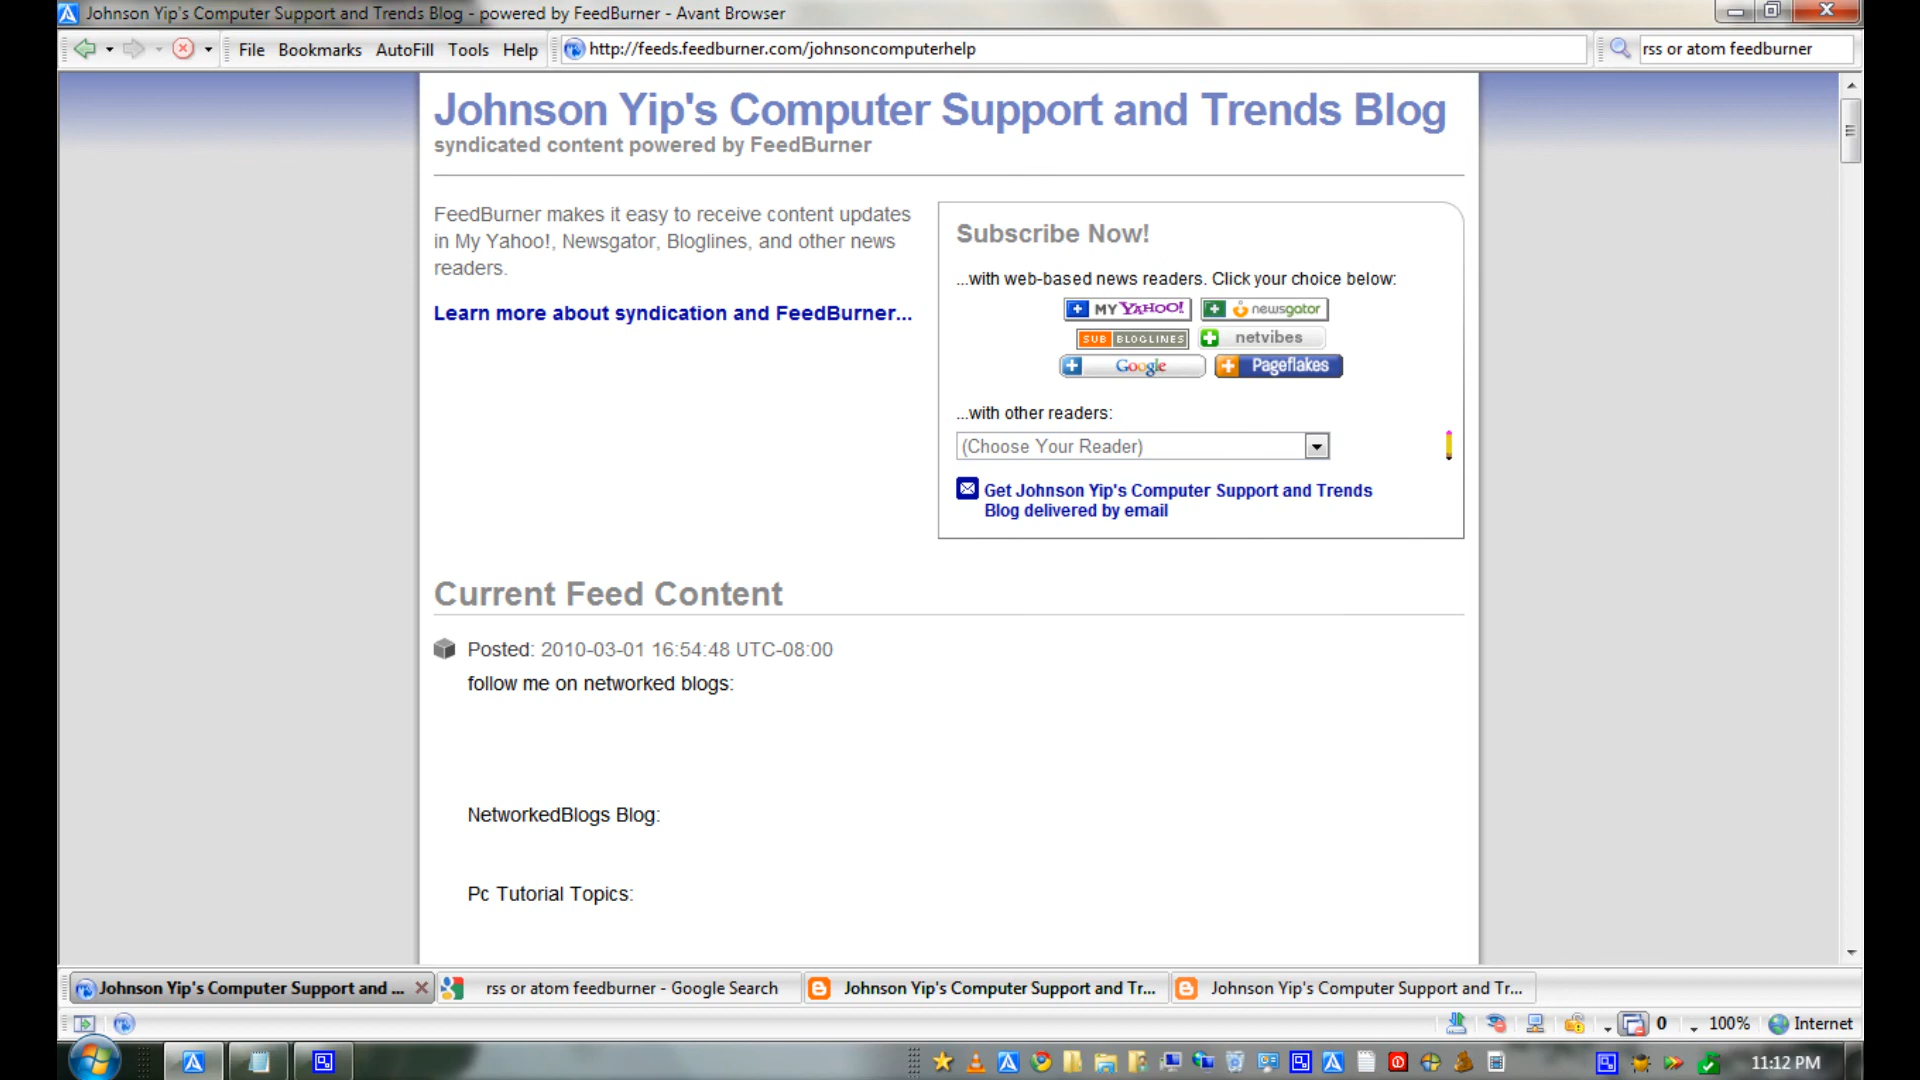 Johnson Yip's Computer Support and Trends Blog - powered by FeedBurner - Avant Browser
File Bookmarks AutoFill Tools Help
http://feeds.feedburner.com/johnsoncomputerhelp
rss or atom feedburner
Johnson Yip's Computer Support and Trends Blog
syndicated content powered by FeedBurner
FeedBurner makes it easy to receive content updates
in My Yahoo!, Newsgator, Bloglines, and other news
readers.
Learn more about syndication and FeedBurner...
Subscribe Now!
...with web-based news readers. Click your choice below:
MY YAHOO! newsgator
SUB BLOGLINES netvibes
Google Pageflakes
...with other readers:
(Choose Your Reader)
Get Johnson Yip's Computer Support and Trends
Blog delivered by email
Current Feed Content
Posted: 2010-03-01 16:54:48 UTC-08:00
follow me on networked blogs:
NetworkedBlogs Blog:
Pc Tutorial Topics:
Johnson Yip's Computer Support and ...
rss or atom feedburner - Google Search
Johnson Yip's Computer Support and Tr...
Johnson Yip's Computer Support and Tr...
0 100% Internet
11:12 PM